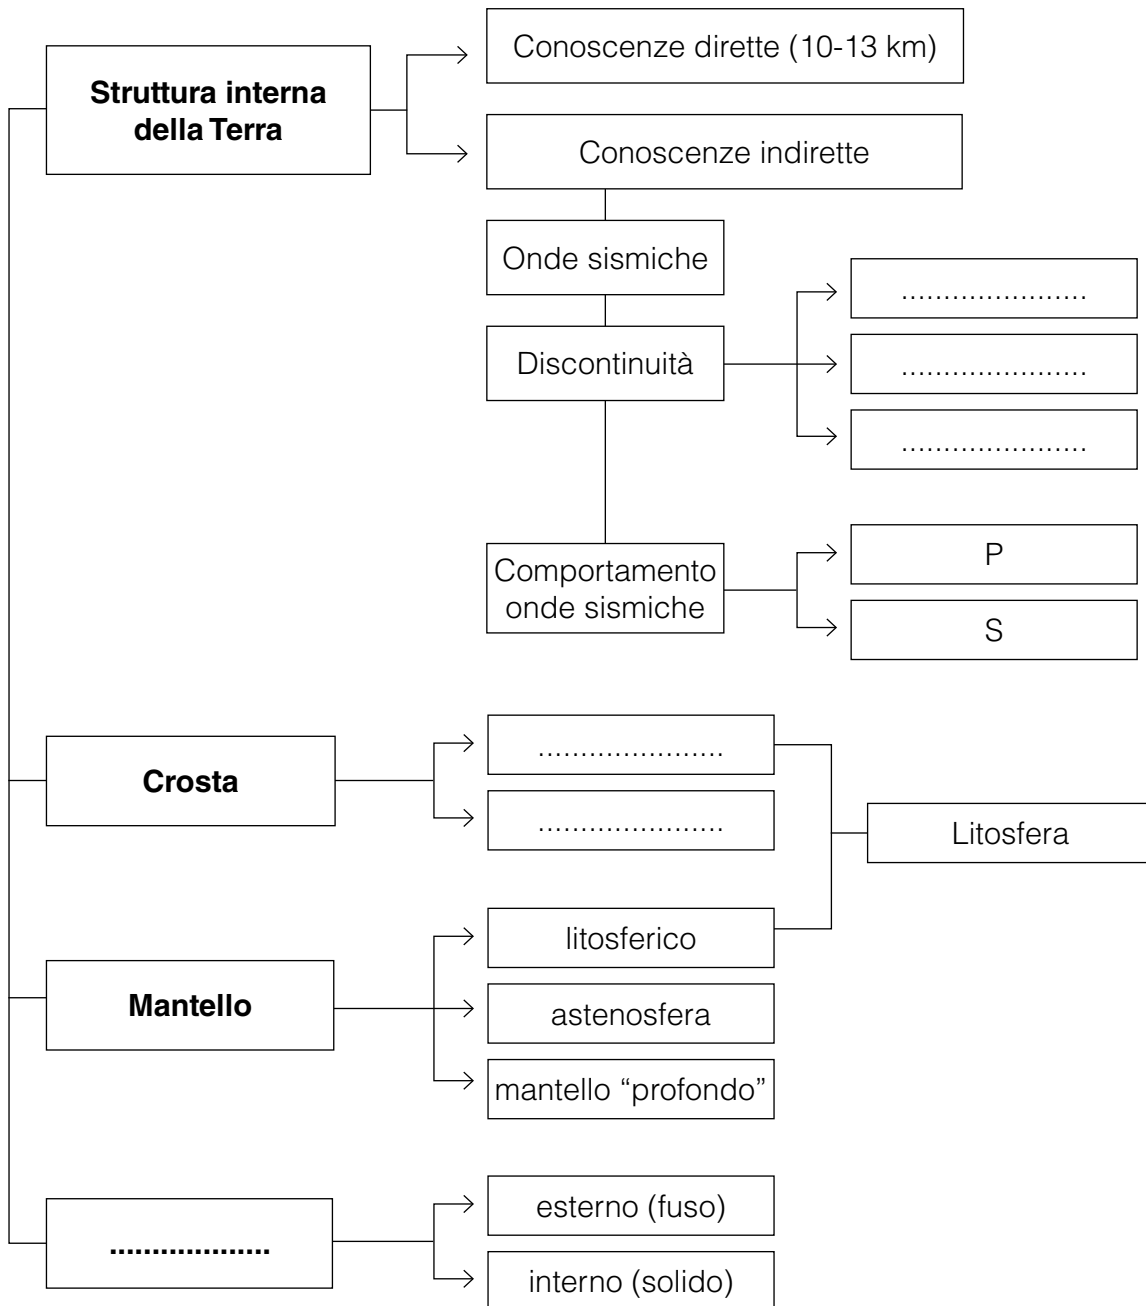 Struttura interna
della Terra
Conoscenze dirette (10-13 km)
Conoscenze indirette
Onde sismiche
Discontinuità
......................
......................
......................
Comportamento
onde sismiche
P
S
Crosta
......................
......................
Litosfera
Mantello
litosferico
astenosfera
mantello “profondo”
...................
esterno (fuso)
interno (solido)